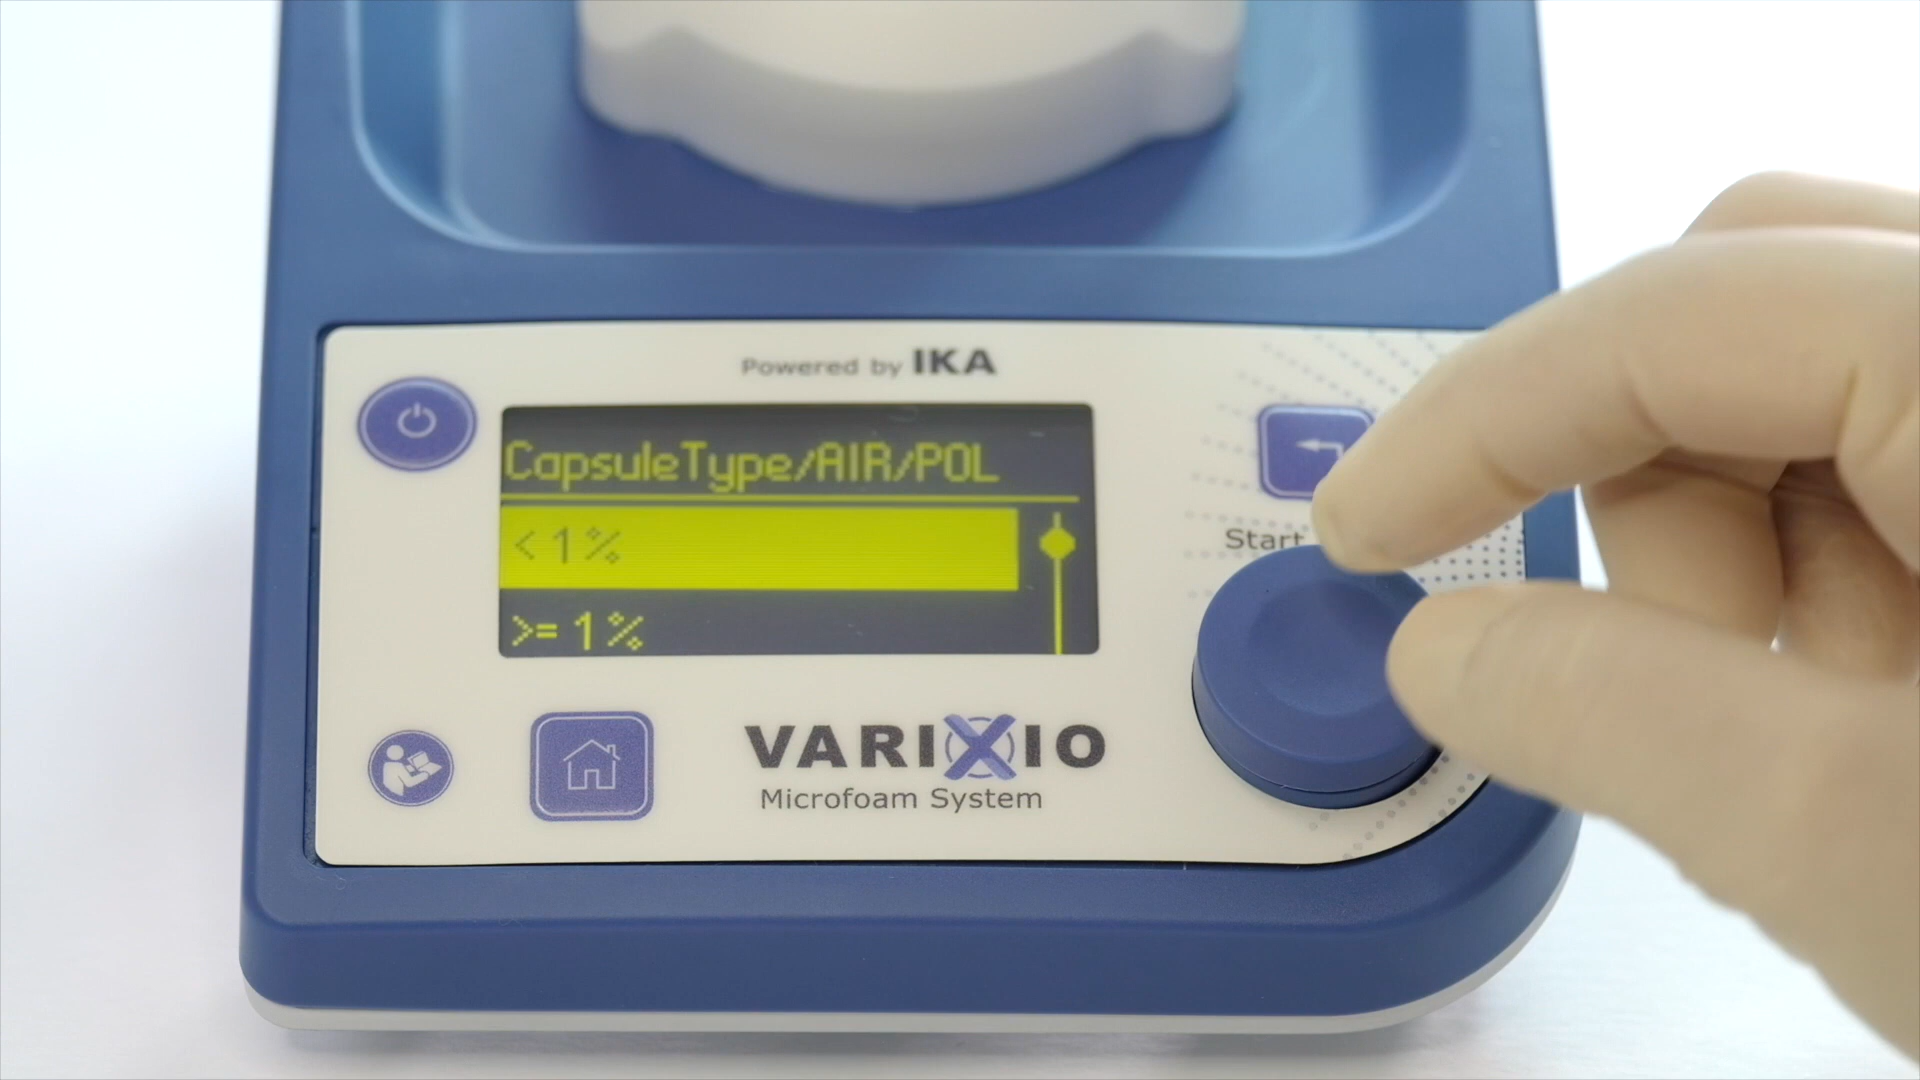 Powered by IKA
CapsuleType/AIR/POL
< 1%
>= 1%
Start
VARIXIO
Microfoam System